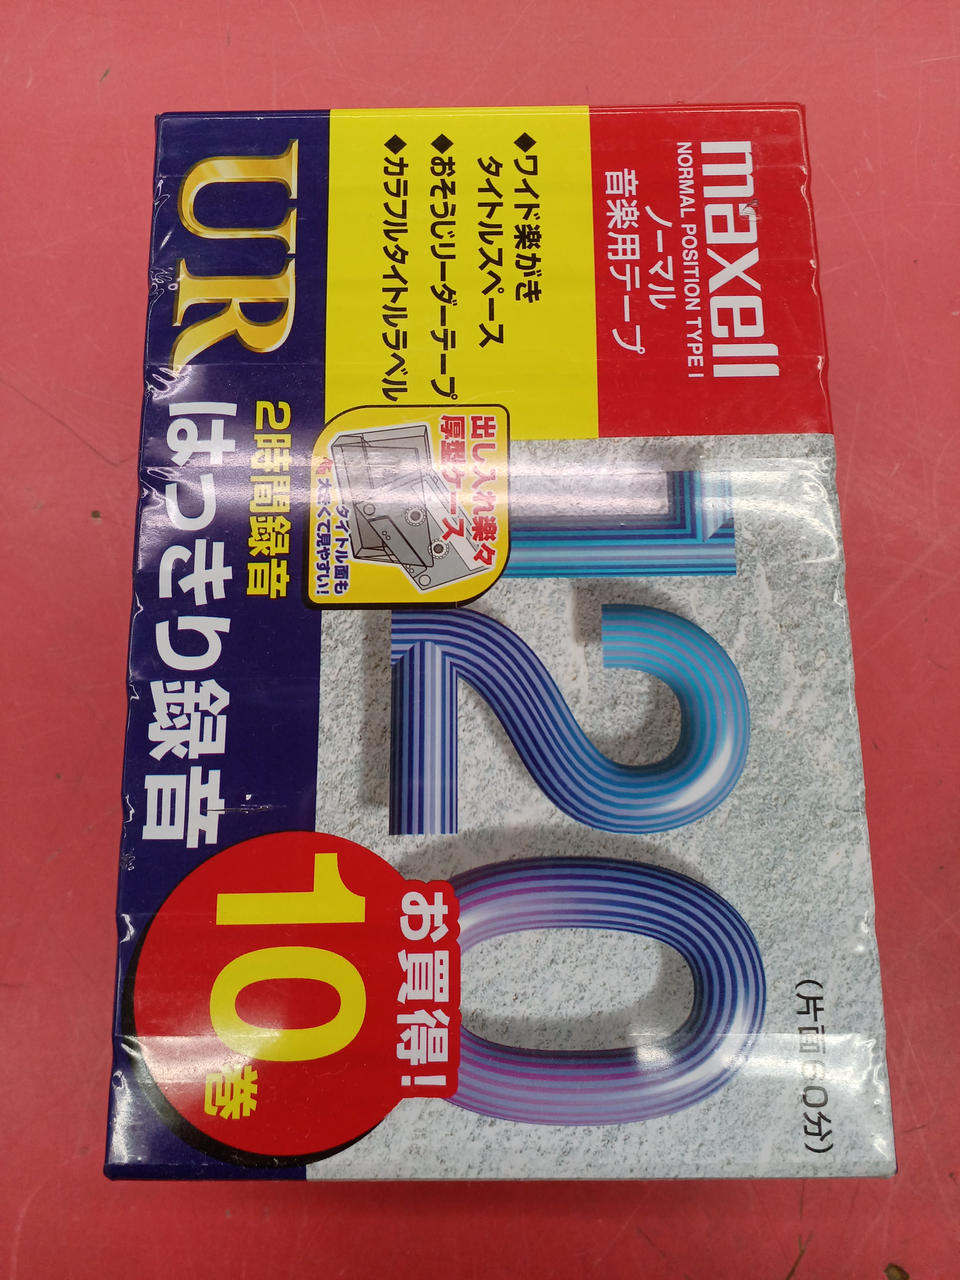 maxell
NORMAL POSITION TYPE I
ノーマル
音楽用テープ
◆ワイド楽がき
タイトルスペース
◆おそうじリーダーテープ
◆カラフルタイトルラベル
120
(片面60分)
出し入れ楽々
厚型ケース
タイトル面も
大きくて見やすい!
UR
2時間録音
はっきり録音
お買得!
10巻